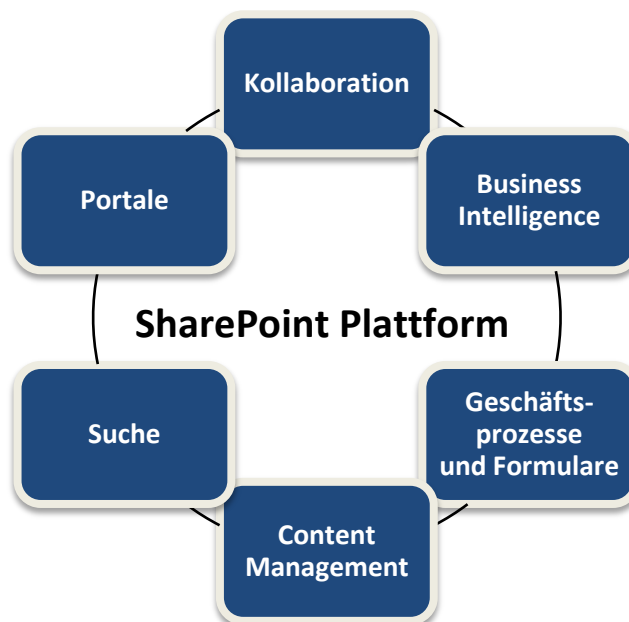 Kollaboration
Portale
Business
Intelligence
SharePoint Plattform
Suche
Geschäfts-
prozesse
und Formulare
Content
Management